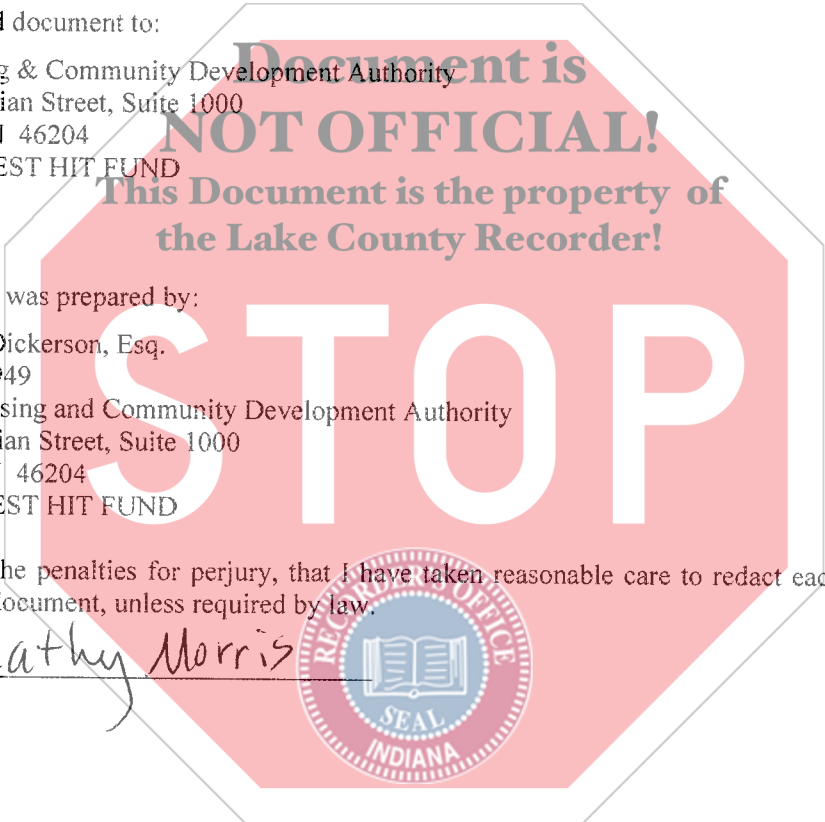 d document to:
g & Community Development Authority
ian Street, Suite 1000
46204
EST HIT FUND
Document is
NOT OFFICIAL!
This Document is the property of
the Lake County Recorder!
STOP
was prepared by:
Dickerson, Esq.
49
sing and Community Development Authority
ian Street, Suite 1000
46204
EST HIT FUND
he penalties for perjury, that I have taken reasonable care to redact eac
ocument, unless required by law.
athy Morris
RECORDER'S OFFICE
SEAL
INDIANA